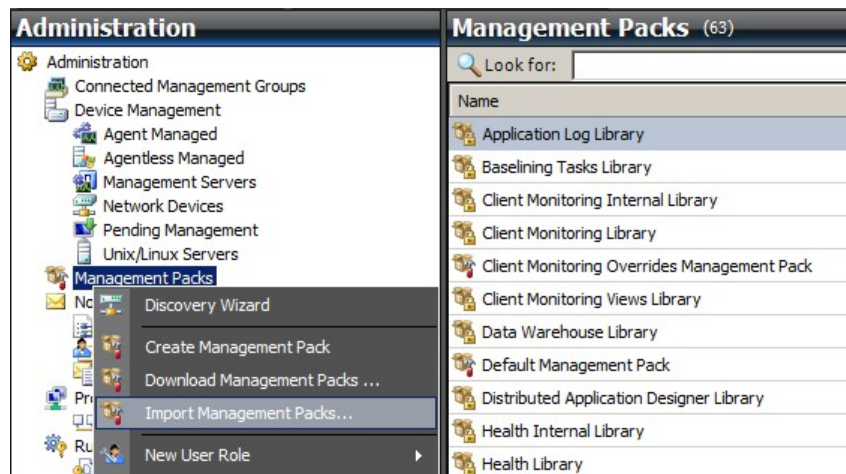 Administration
Administration
Connected Management Groups
Device Management
Agent Managed
Agentless Managed
Management Servers
Network Devices
Pending Management
Unix/Linux Servers
Management Packs
Discovery Wizard
Create Management Pack
Download Management Packs ...
Import Management Packs...
New User Role
Management Packs (63)
Look for:
Name
Application Log Library
Baselining Tasks Library
Client Monitoring Internal Library
Client Monitoring Library
Client Monitoring Overrides Management Pack
Client Monitoring Views Library
Data Warehouse Library
Default Management Pack
Distributed Application Designer Library
Health Internal Library
Health Library